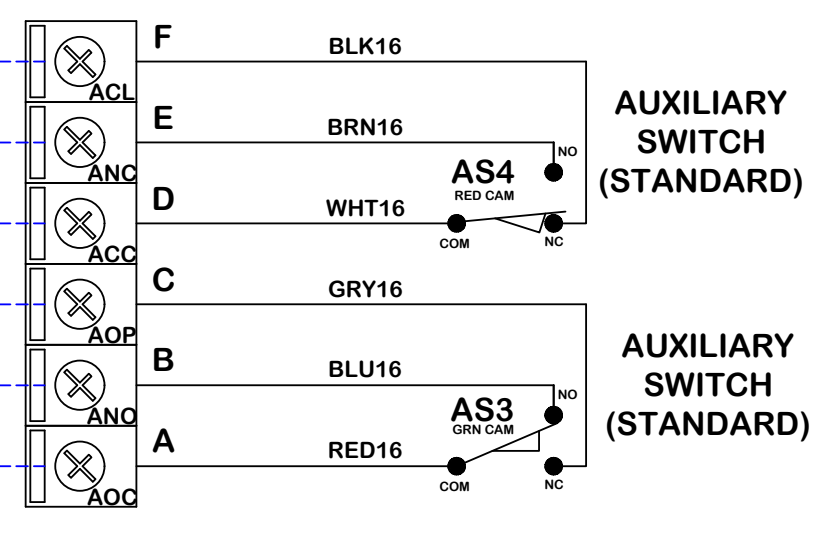 F
BLK16
ACL
E
BRN16
ANC
NO
AS4
RED CAM
D
WHT16
ACC
COM
NC
AUXILIARY
SWITCH
(STANDARD)
C
GRY16
AOP
B
BLU16
ANO
NO
AS3
GRN CAM
A
RED16
AOC
COM
NC
AUXILIARY
SWITCH
(STANDARD)